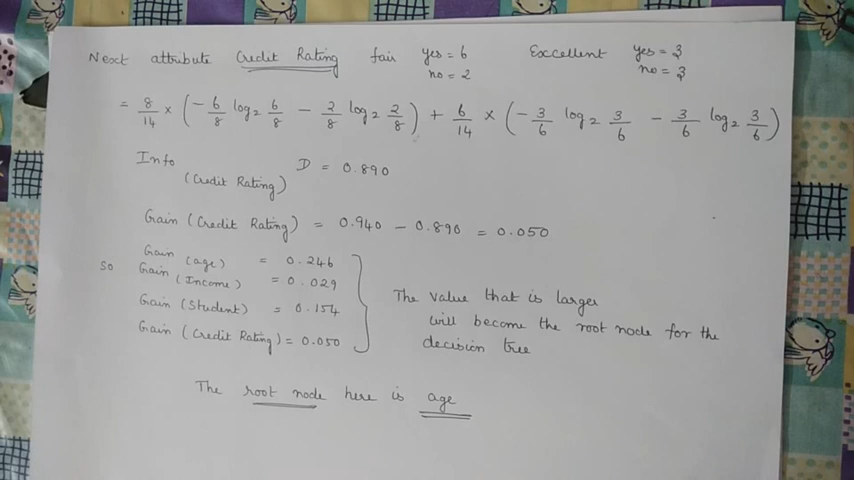 Next attribute Credit Rating fair yes = 6 Excellent yes = 3
no = 2 no = 3
= 8/14 × (-6/8 log₂ 6/8 - 2/8 log₂ 2/8) + 6/14 × (-3/6 log₂ 3/6 - 3/6 log₂ 3/6)
Info (Credit Rating) D = 0.890
Gain (Credit Rating) = 0.940 - 0.890 = 0.050
so Gain (age) = 0.246
Gain (Income) = 0.029
Gain (Student) = 0.154
Gain (Credit Rating) = 0.050
The value that is larger
will become the root node for the
decision tree
The root node here is age